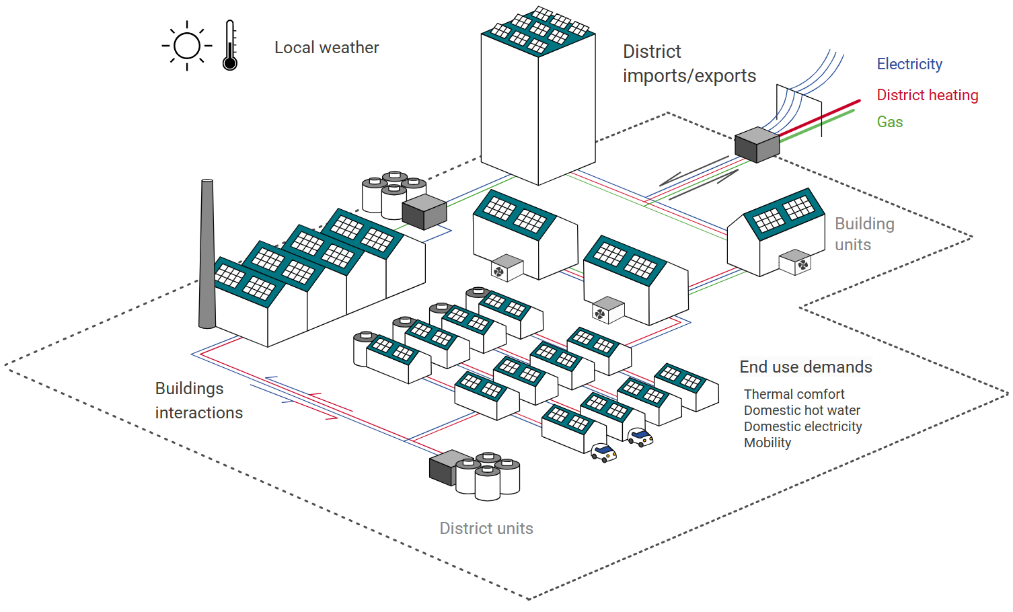 Local weather
District
imports/exports
Electricity
District heating
Gas
Building
units
Buildings
interactions
End use demands
Thermal comfort
Domestic hot water
Domestic electricity
Mobility
District units